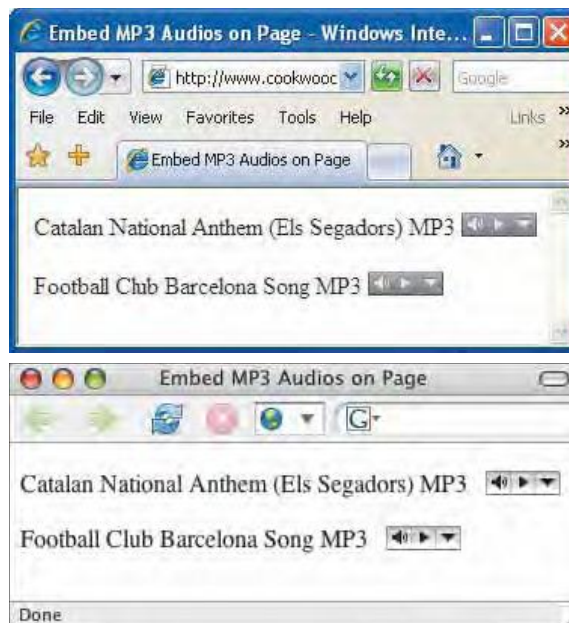 Embed MP3 Audios on Page - Windows Inte...
http://www.cookwooc
Google
File Edit View Favorites Tools Help Links »
»
Embed MP3 Audios on Page
Catalan National Anthem (Els Segadors) MP3
Football Club Barcelona Song MP3
Embed MP3 Audios on Page
G
Catalan National Anthem (Els Segadors) MP3
Football Club Barcelona Song MP3
Done